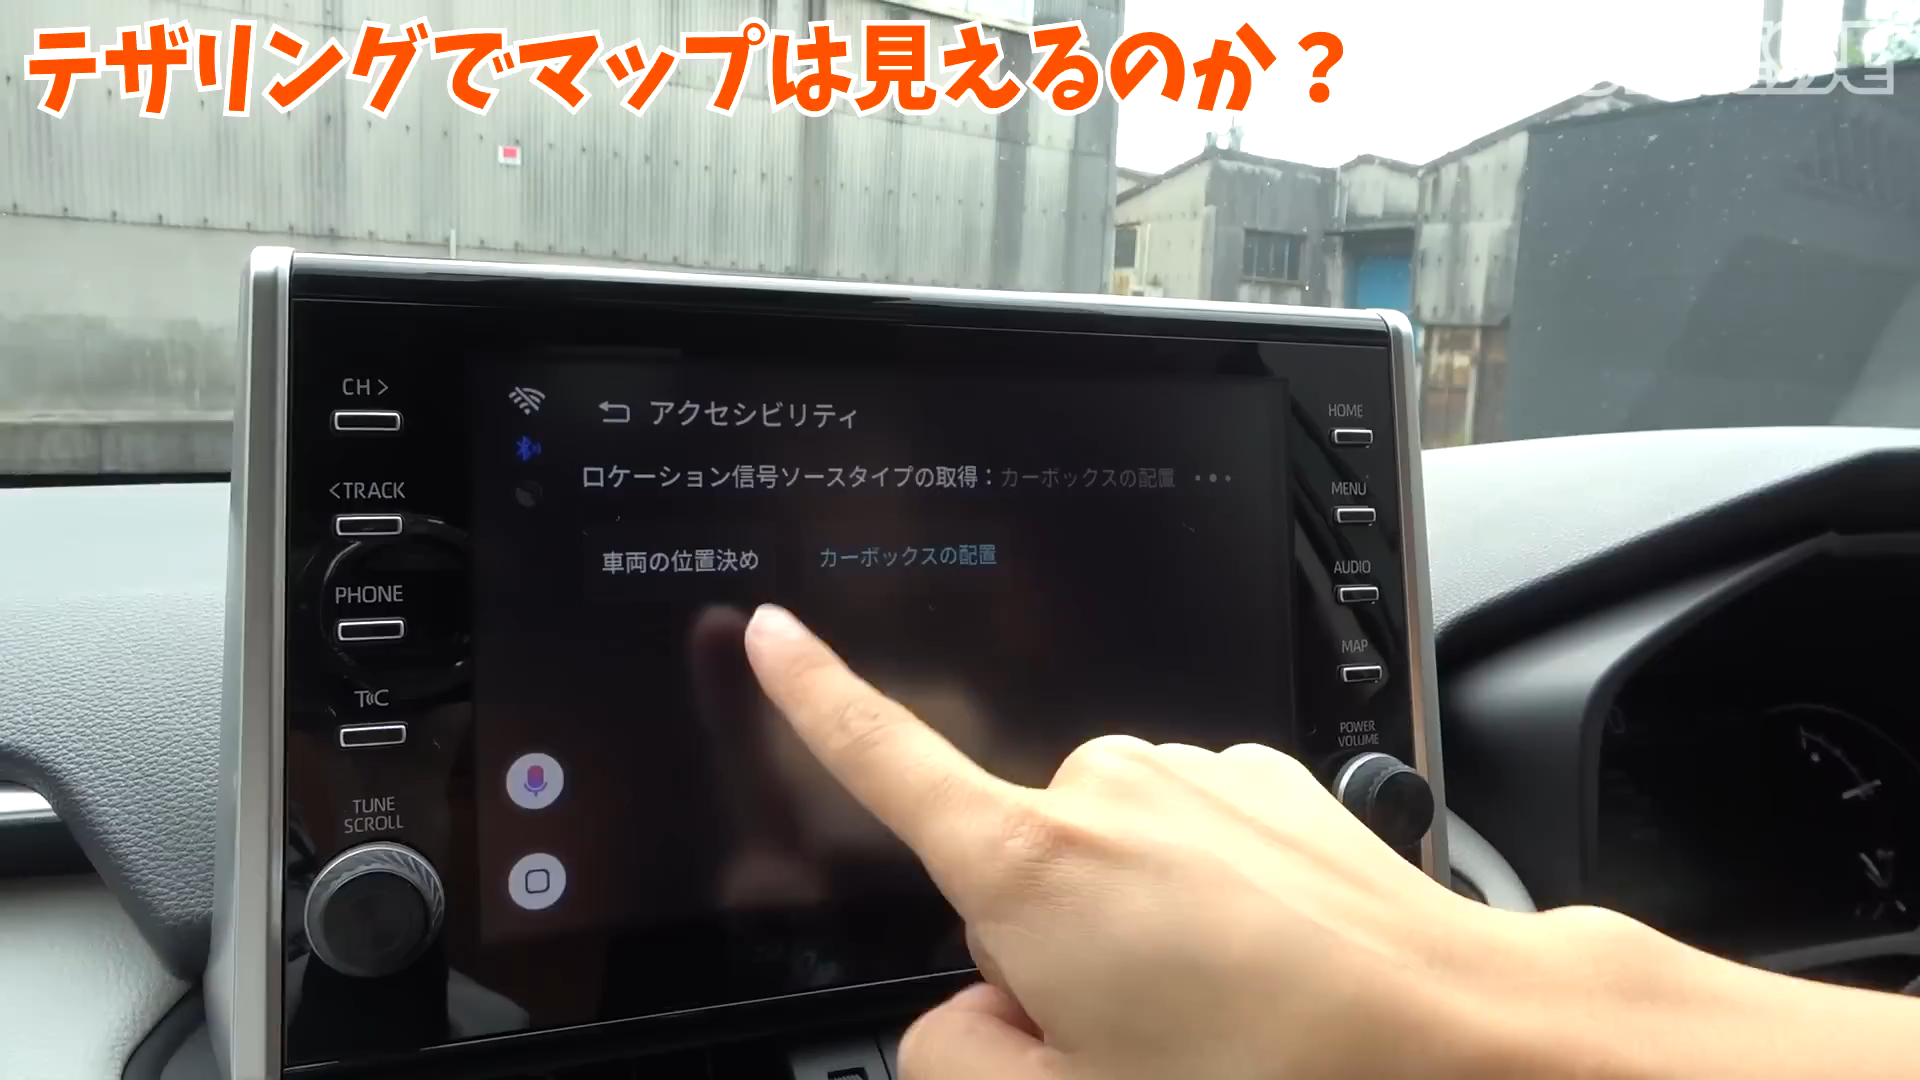 テザリングでマップは見えるのか？
CH >
<TRACK
PHONE
T C
TUNE
SCROLL
アクセシビリティ
ロケーション信号ソースタイプの取得：カーボックスの配置 ･･･
車両の位置決め
カーボックスの配置
HOME
MENU
AUDIO
MAP
POWER
VOLUME